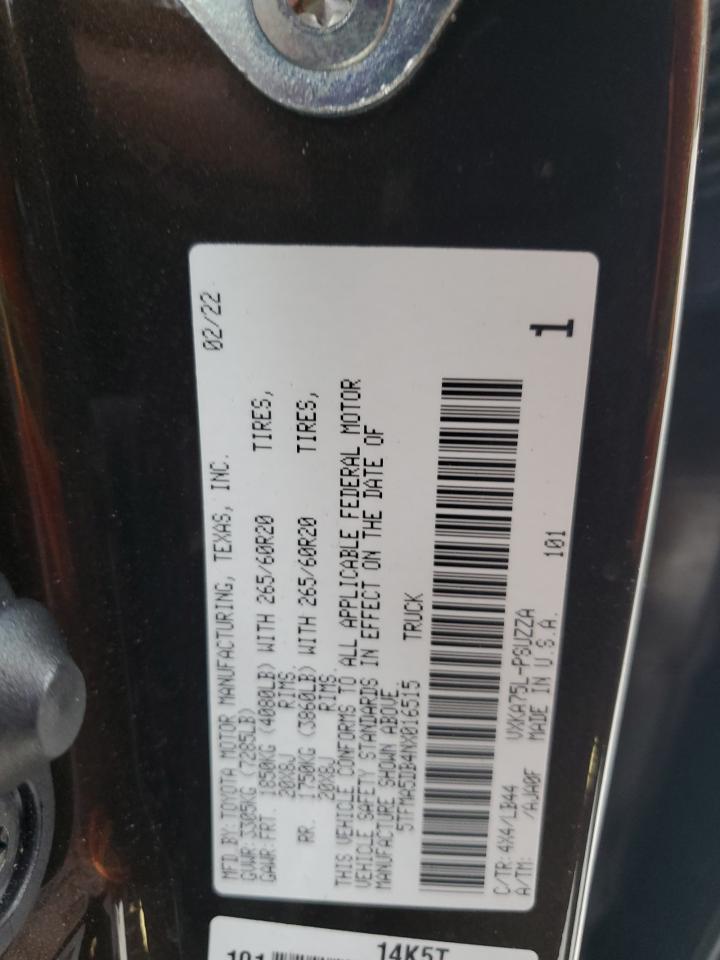 MFD.BY:TOYOTA MOTOR MANUFACTURING, TEXAS, INC. 02/22
GVWR: 3305KG (7285LB)
GAWR:FRT. 1850KG (4080LB) WITH 265/60R20 TIRES,
20X8J RIMS,
RR. 1750KG (3860LB) WITH 265/60R20 TIRES,
20X8J RIMS.
THIS VEHICLE CONFORMS TO ALL APPLICABLE FEDERAL MOTOR
VEHICLE SAFETY STANDARDS IN EFFECT ON THE DATE OF
MANUFACTURE SHOWN ABOVE.
5TFMA5DB4NX016515 TRUCK
C/TR:4X4/LB44 VXKA75L-PSUZZA 101 1
A/TM: /AJA0F MADE IN U.S.A.
14K5T